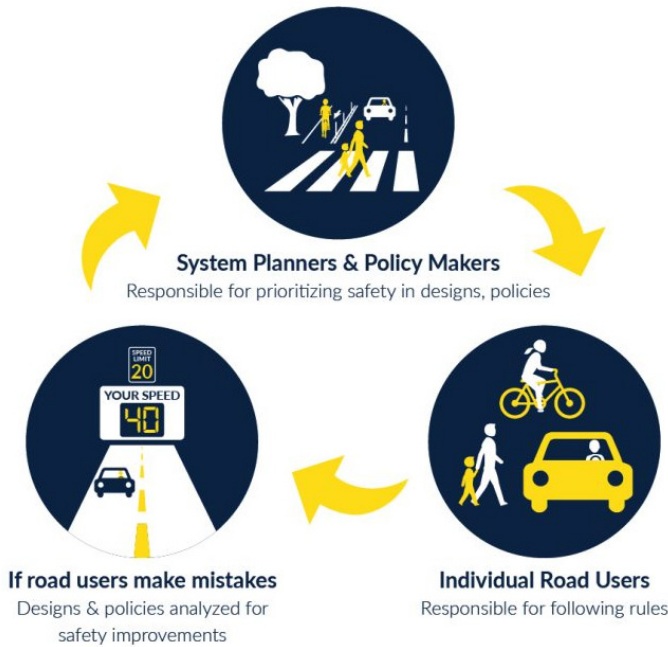 System Planners & Policy Makers
Responsible for prioritizing safety in designs, policies
SPEED
LIMIT
20
YOUR SPEED
40
If road users make mistakes
Designs & policies analyzed for
safety improvements
Individual Road Users
Responsible for following rules